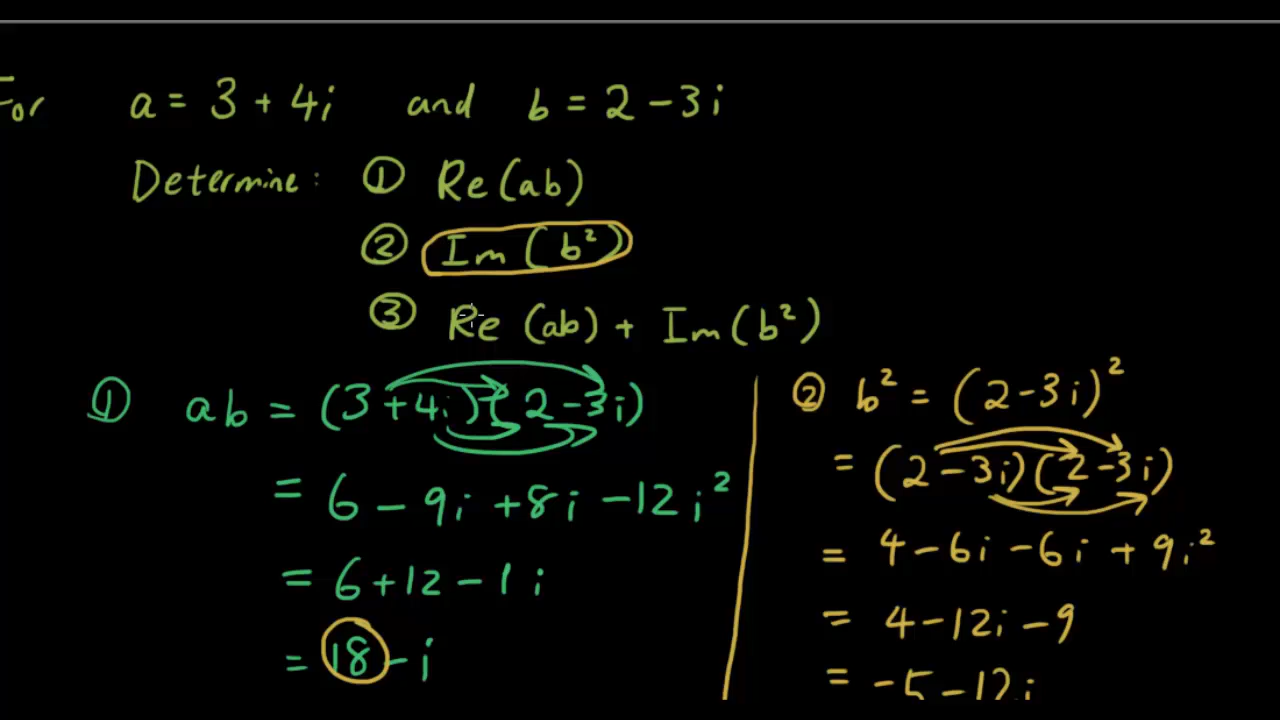 For a = 3 + 4i and b = 2 - 3i
Determine: ① Re(ab)
② Im(b²)
③ Re(ab) + Im(b²)
① ab = (3+4i)(2-3i)
= 6 - 9i + 8i - 12i²
= 6 + 12 - 1i
= 18 - i
② b² = (2-3i)²
= (2-3i)(2-3i)
= 4 - 6i - 6i + 9i²
= 4 - 12i - 9
= -5 - 12i